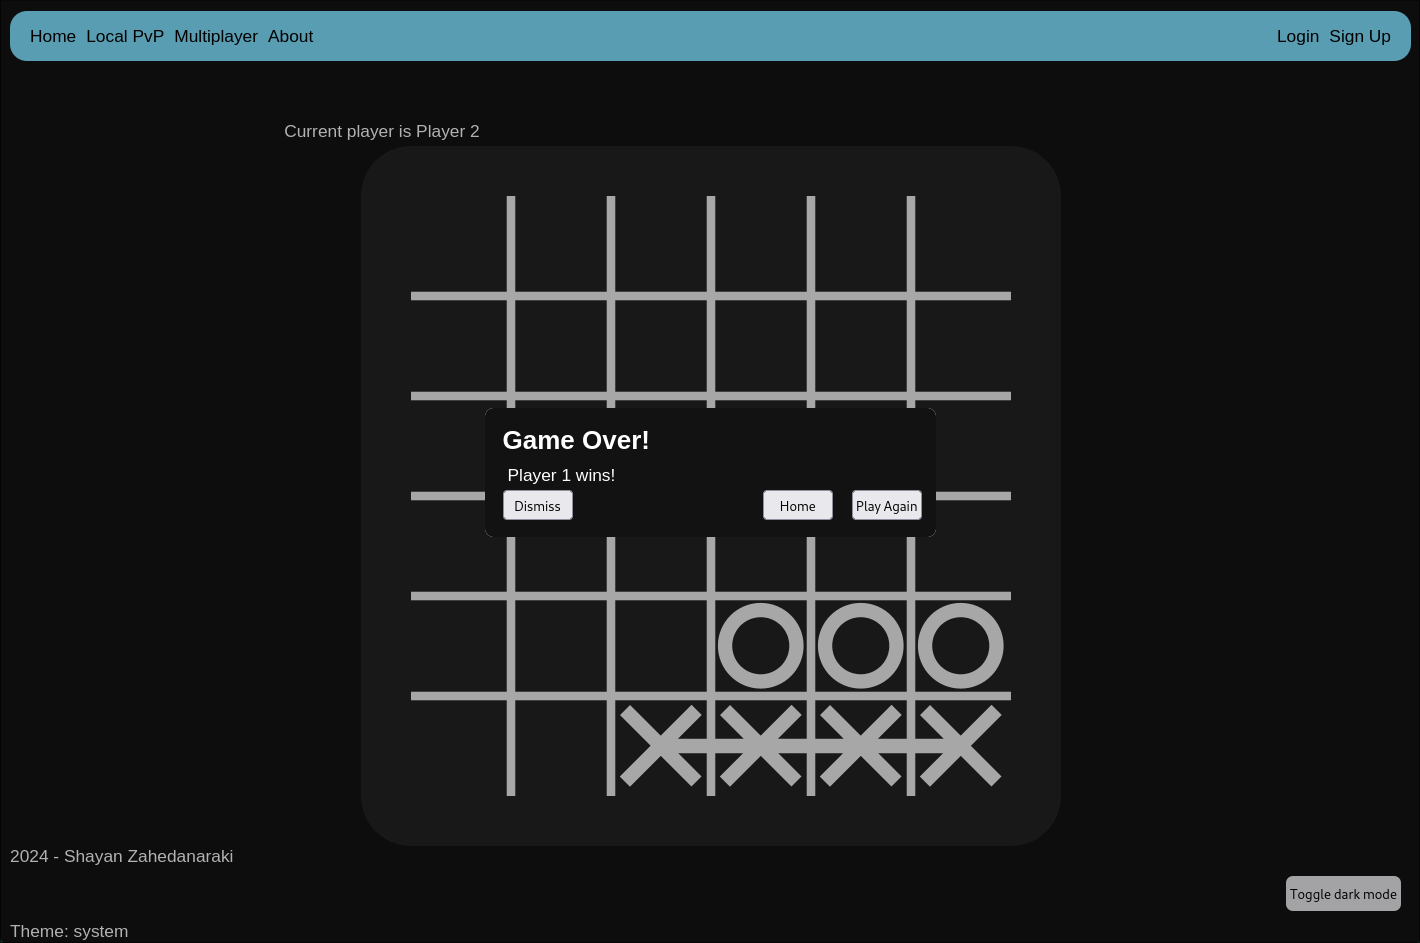 Home Local PvP Multiplayer About Login Sign Up
Current player is Player 2
Game Over!
Player 1 wins!
Dismiss Home Play Again
2024 - Shayan Zahedanaraki
Toggle dark mode
Theme: system